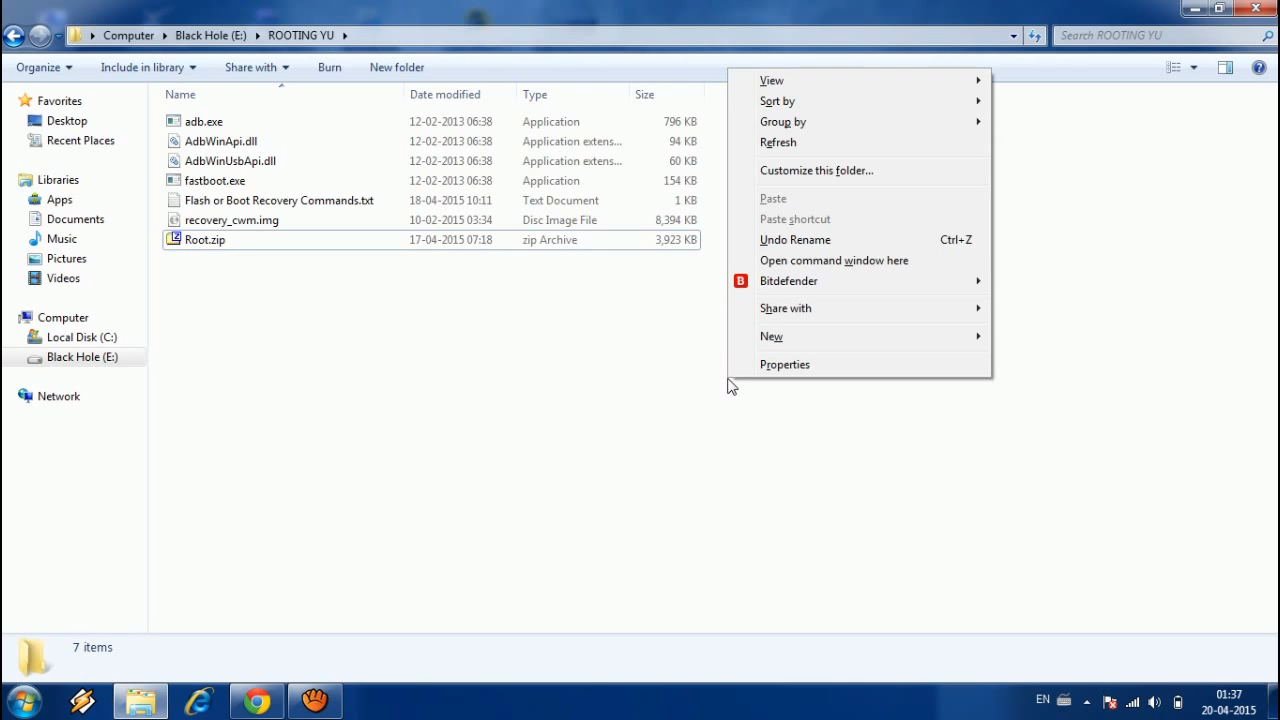 Computer Black Hole (E:) ROOTING YU
Search ROOTING YU
Organize Include in library Share with Burn New folder
Favorites
Desktop
Recent Places
Libraries
Apps
Documents
Music
Pictures
Videos
Computer
Local Disk (C:)
Black Hole (E:)
Network
Name Date modified Type Size
adb.exe 12-02-2013 06:38 Application 796 KB
AdbWinApi.dll 12-02-2013 06:38 Application extens... 94 KB
AdbWinUsbApi.dll 12-02-2013 06:38 Application extens... 60 KB
fastboot.exe 12-02-2013 06:38 Application 154 KB
Flash or Boot Recovery Commands.txt 18-04-2015 10:11 Text Document 1 KB
recovery_cwm.img 10-02-2015 03:34 Disc Image File 8,394 KB
Root.zip 17-04-2015 07:18 zip Archive 3,923 KB
View
Sort by
Group by
Refresh
Customize this folder...
Paste
Paste shortcut
Undo Rename Ctrl+Z
Open command window here
B Bitdefender
Share with
New
Properties
7 items
EN
01:37
20-04-2015